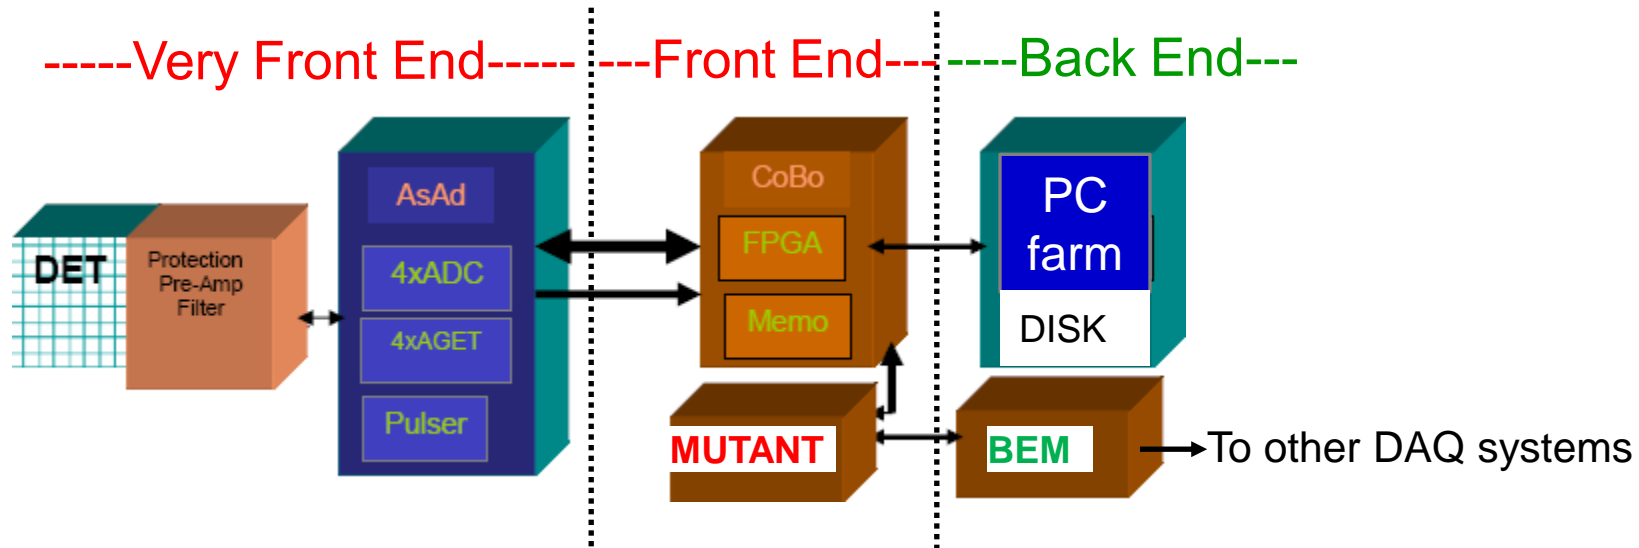 -----Very Front End-----
---Front End---
----Back End---
DET
Protection
Pre-Amp
Filter
AsAd
4xADC
4xAGET
Pulser
CoBo
FPGA
Memo
MUTANT
PC
farm
DISK
BEM
To other DAQ systems